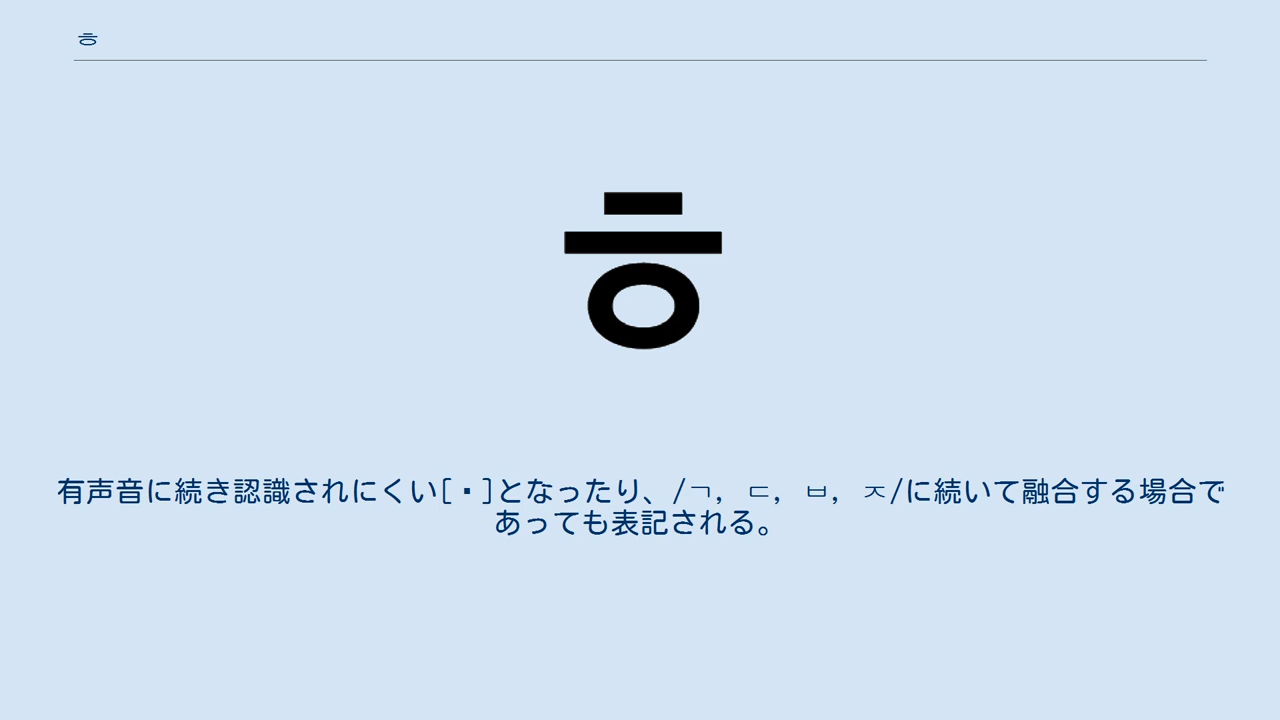 ㅎ
ㅎ
有声音に続き認識されにくい[▪]となったり、/ㄱ, ㄷ, ㅂ, ㅈ/に続いて融合する場合で
あっても表記される。